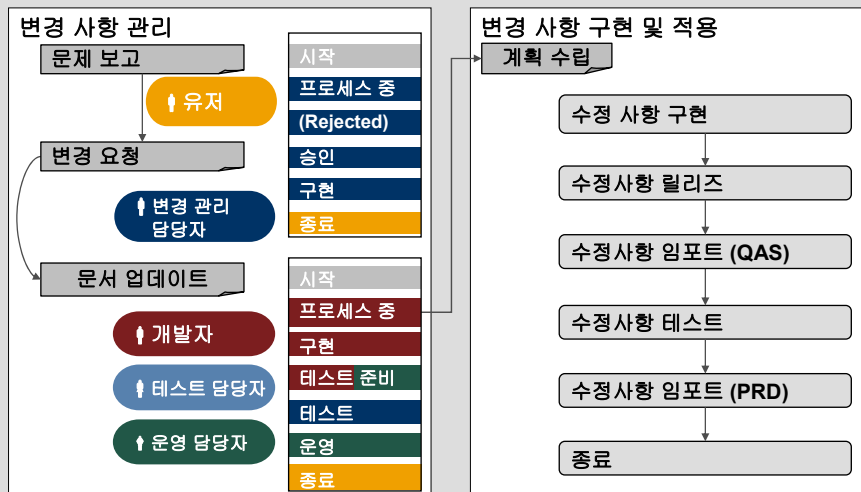 변경 사항 관리
문제 보고
유저
변경 요청
변경 관리
담당자
문서 업데이트
개발자
테스트 담당자
운영 담당자
시작
프로세스 중
(Rejected)
승인
구현
종료
시작
프로세스 중
구현
테스트 준비
테스트
운영
종료
변경 사항 구현 및 적용
계획 수립
수정 사항 구현
수정사항 릴리즈
수정사항 임포트 (QAS)
수정사항 테스트
수정사항 임포트 (PRD)
종료